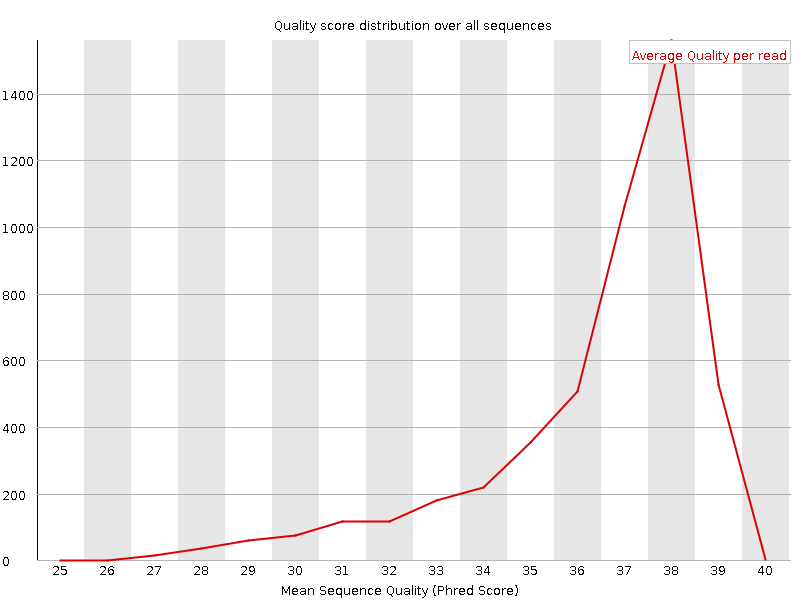 Quality score distribution over all sequences
Average Quality per read
1400
1200
1000
800
600
400
200
0
25 26 27 28 29 30 31 32 33 34 35 36 37 38 39 40
Mean Sequence Quality (Phred Score)